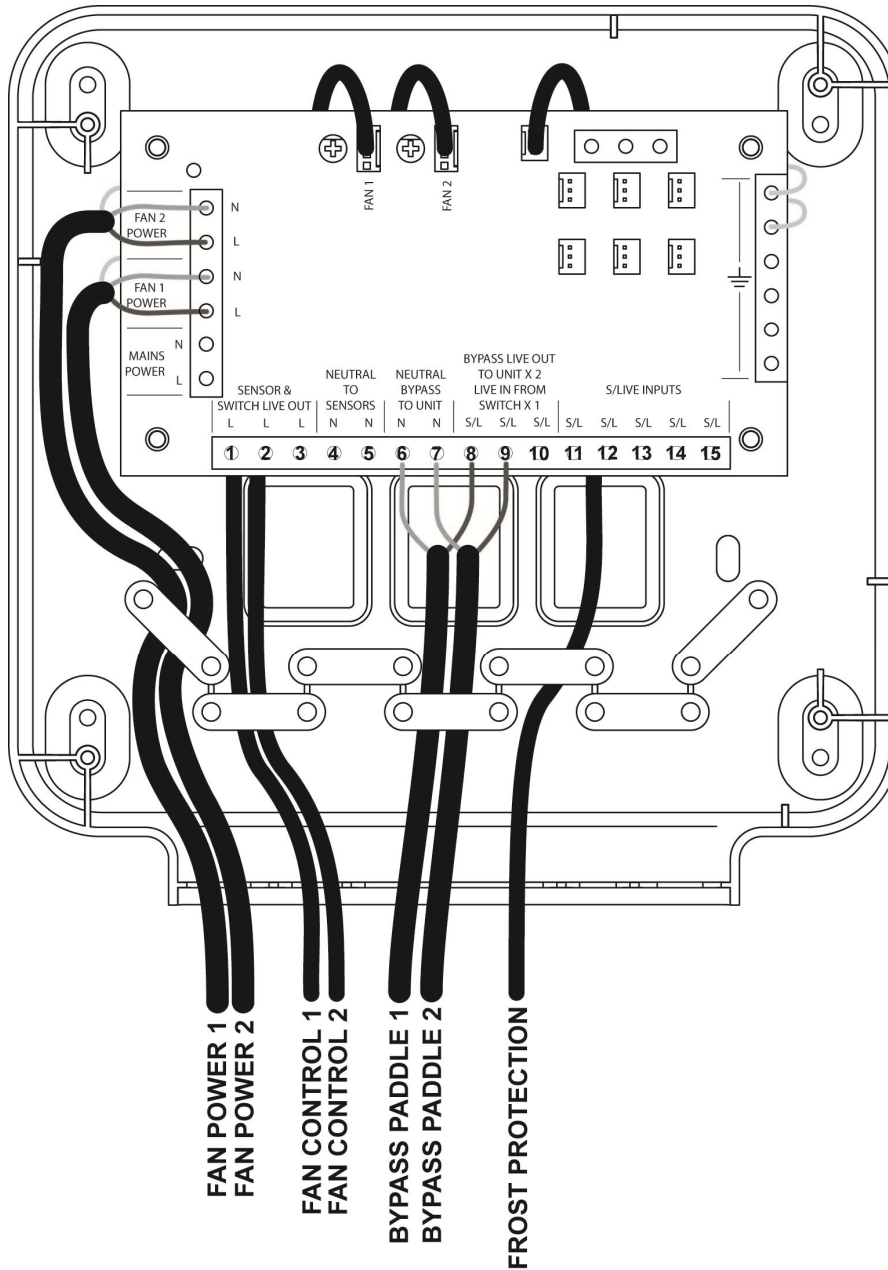 FAN 1
FAN 2
FAN 2
POWER
N
L
FAN 1
POWER
N
L
MAINS
POWER
N
L
SENSOR &
SWITCH LIVE OUT
NEUTRAL
TO
SENSORS
NEUTRAL
BYPASS
TO UNIT
BYPASS LIVE OUT
TO UNIT X 2
LIVE IN FROM
SWITCH X 1
S/LIVE INPUTS
L L L N N N N S/L S/L S/L S/L S/L S/L S/L S/L
1 2 3 4 5 6 7 8 9 10 11 12 13 14 15
FAN POWER 1
FAN POWER 2
FAN CONTROL 1
FAN CONTROL 2
BYPASS PADDLE 1
BYPASS PADDLE 2
FROST PROTECTION